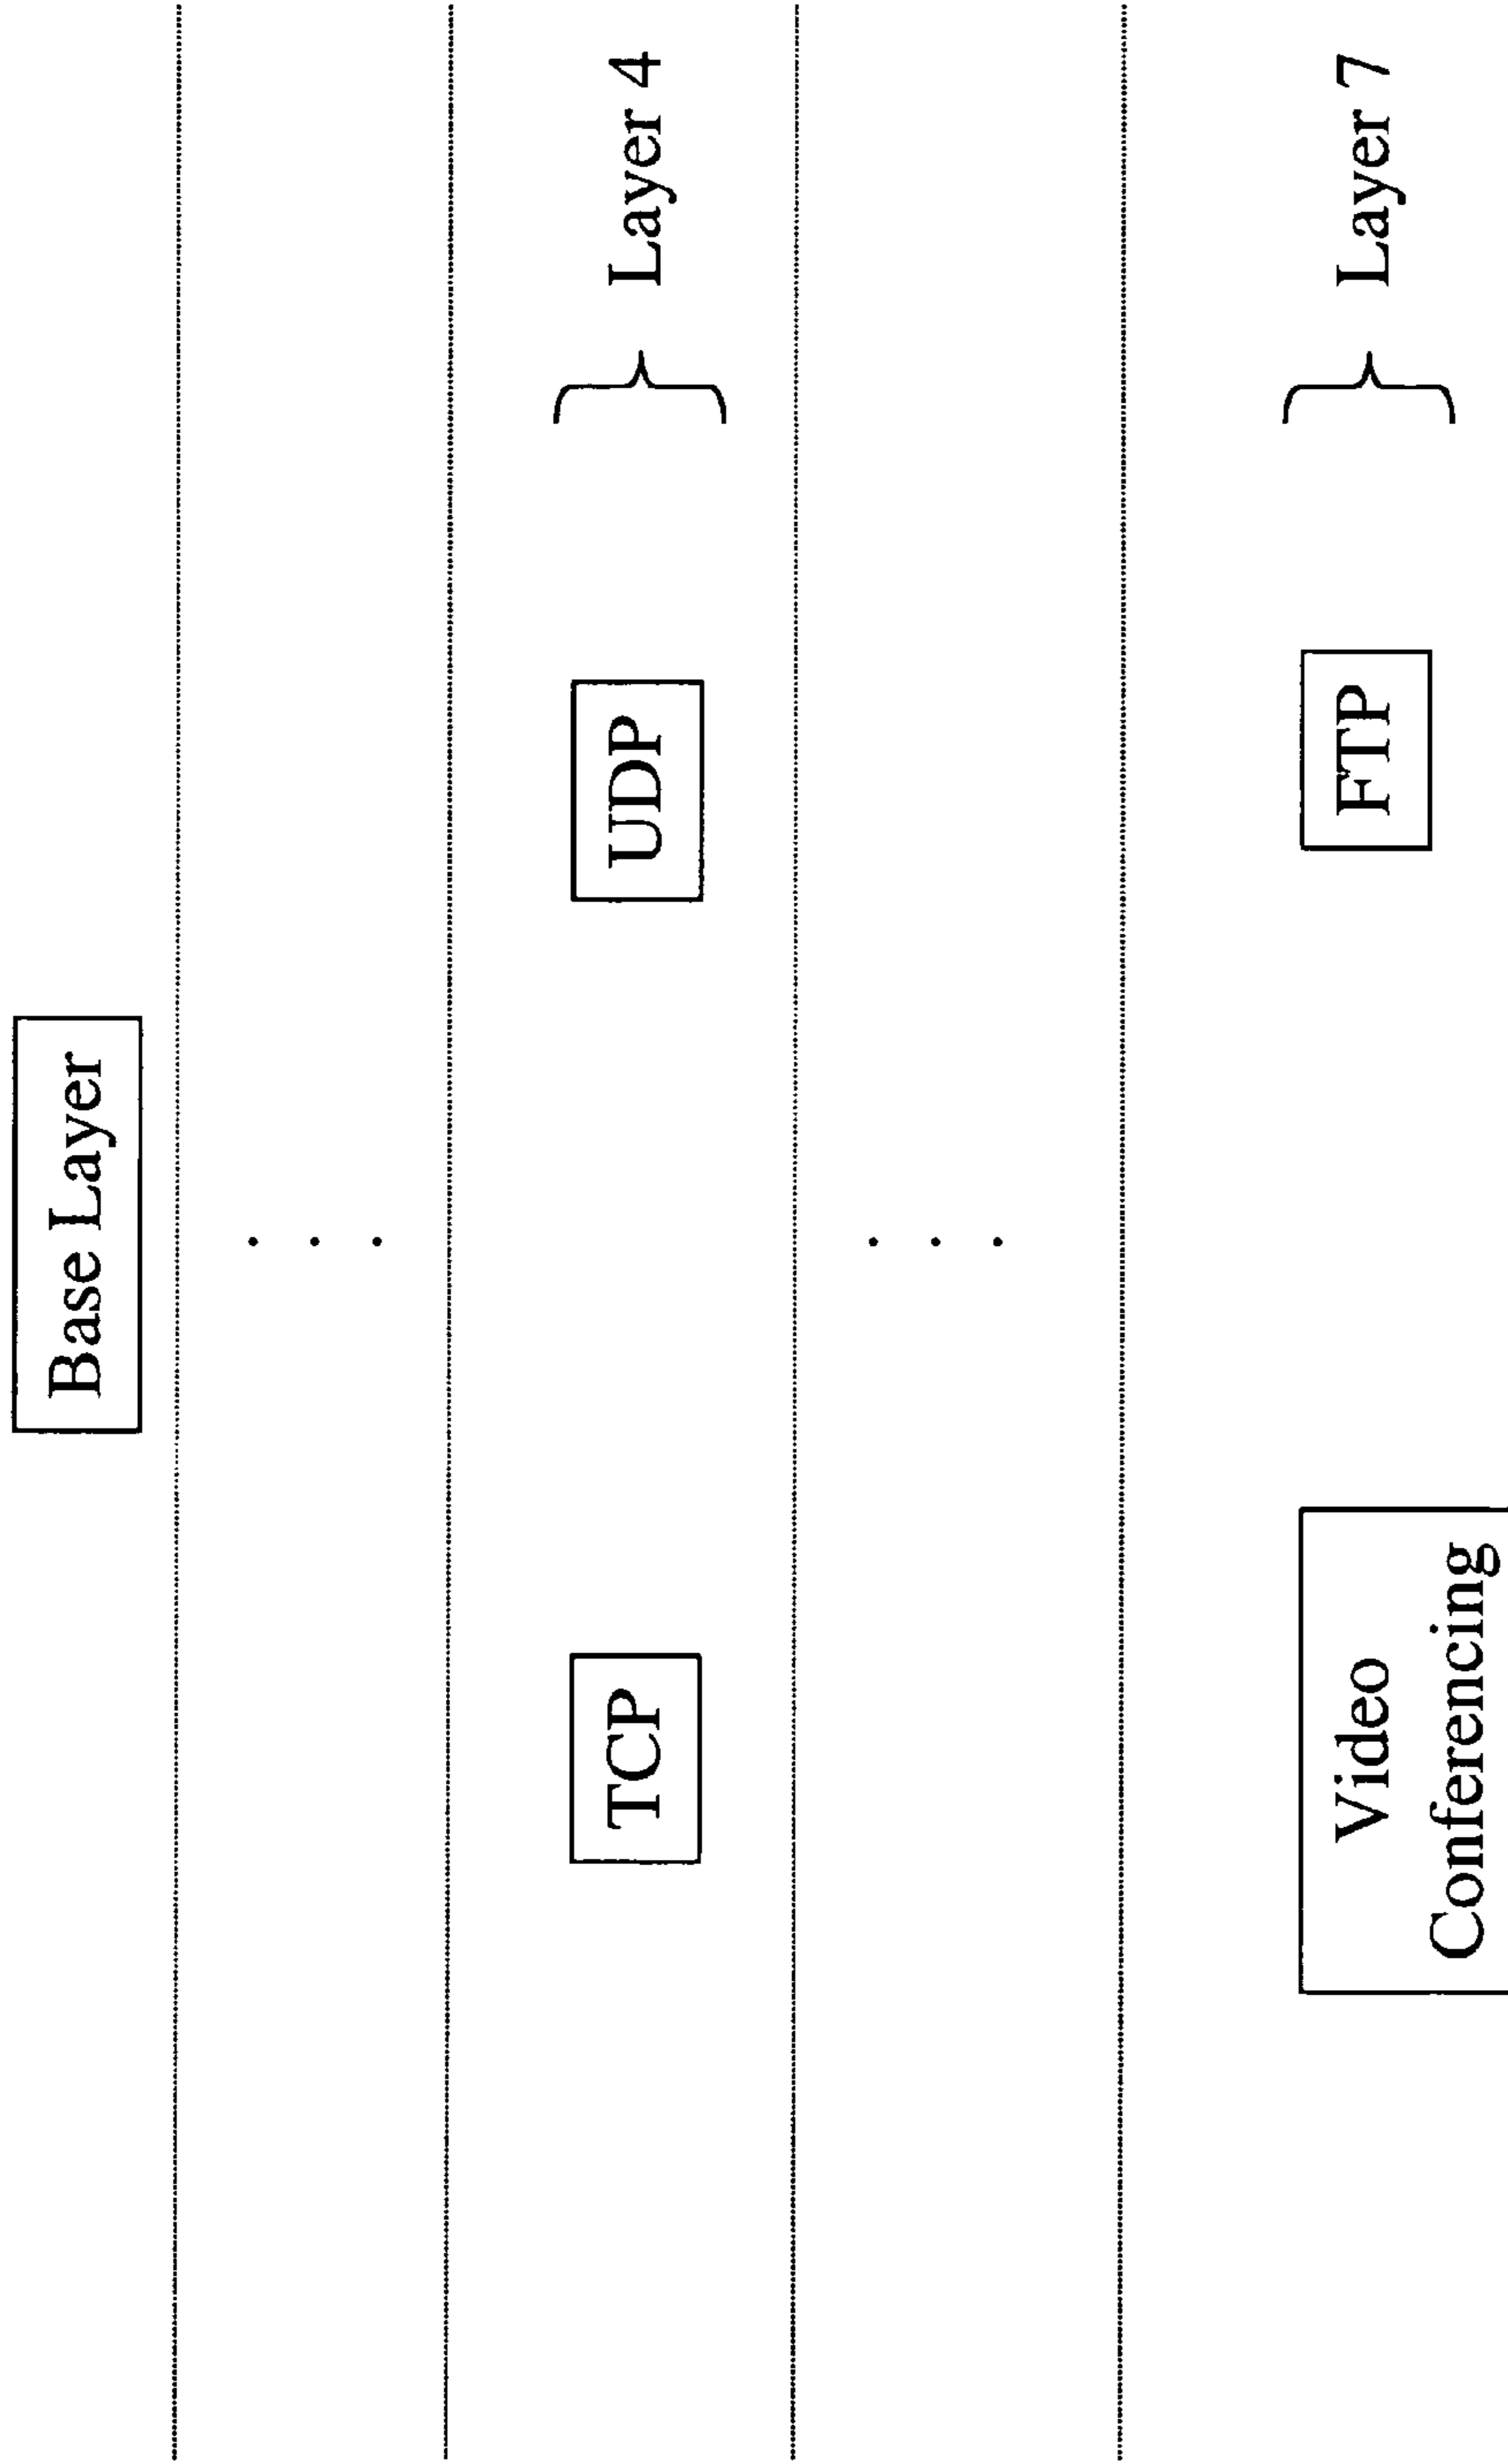 Base Layer
. . .
TCP
UDP
Layer 4
. . .
Video
Conferencing
FTP
Layer 7